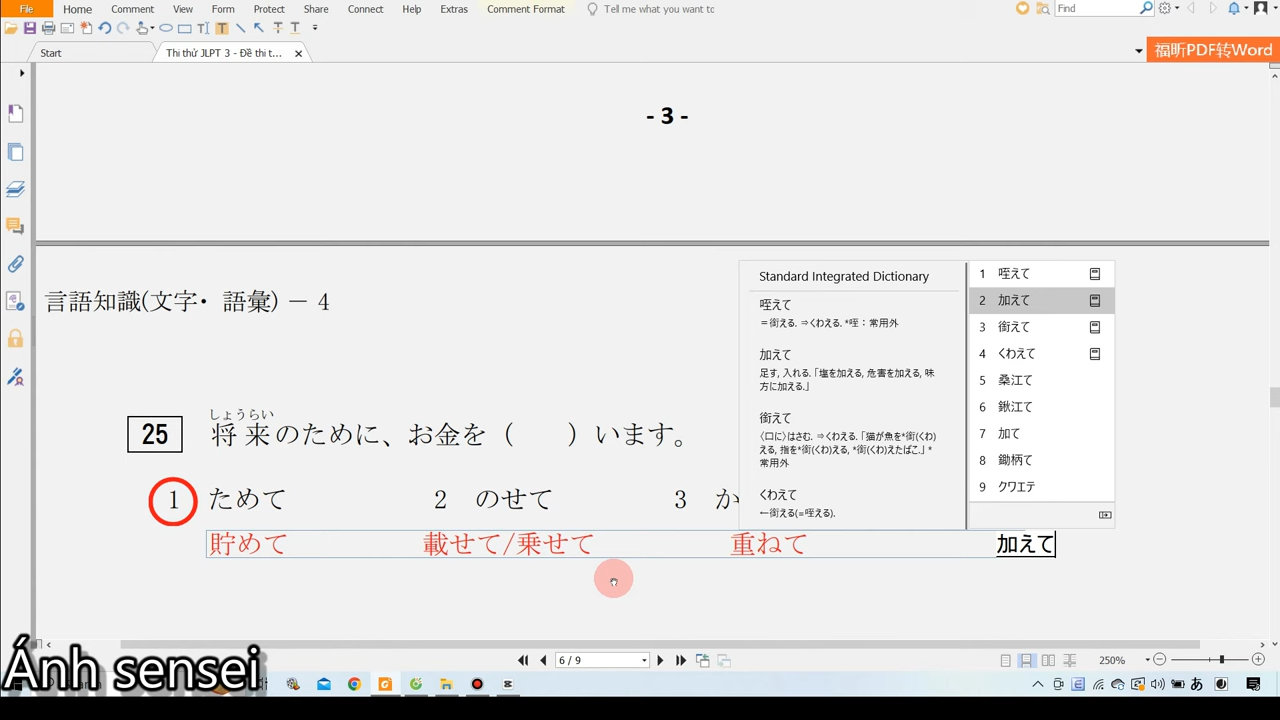 File Home Comment View Form Protect Share Connect Help Extras Comment Format Tell me what you want tc Find
Start Thi thử JLPT 3 - Đề thi t... 福昕PDF转Word
- 3 -
言語知識(文字・ 語彙) － 4
Standard Integrated Dictionary
咥えて
＝銜える. ⇒くわえる. *咥：常用外
加えて
足す, 入れる.「塩を加える, 危害を加える, 味
方に加える.」
銜えて
〈口に〉はさむ. ⇒くわえる.「猫が魚を*銜(くわ)
える, 指を*銜(くわ)える, *銜(くわ)えたばこ.」*
常用外
くわえて
←銜える(=咥える).
1 咥えて
2 加えて
3 銜えて
4 くわえて
5 桑江て
6 鍬江て
7 加て
8 鋤柄て
9 クワエテ
しょうらい
25 将来のために、お金を（　　）います。
1 ためて 2 のせて 3 か
貯めて 載せて/乗せて 重ねて 加えて
Ánh sensei
6 / 9 250%
あ